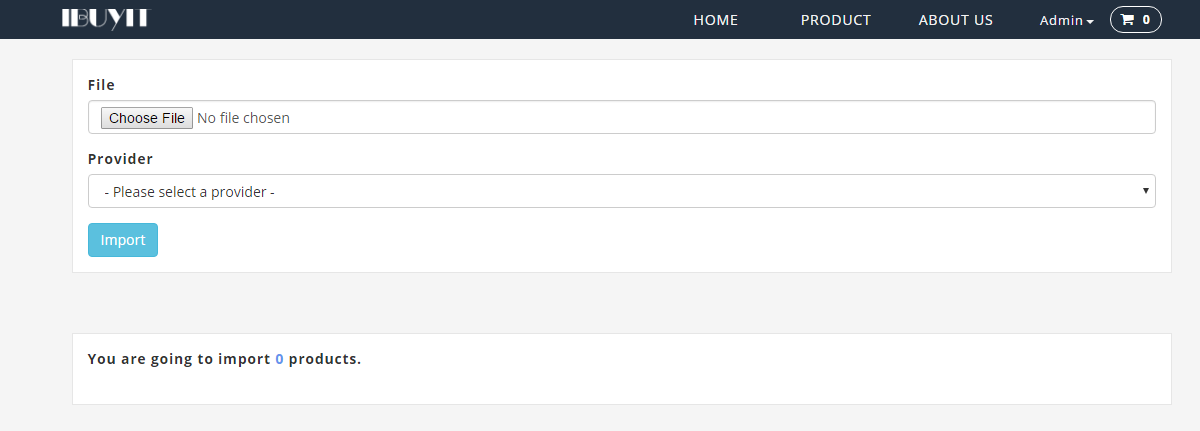 IBUYIT HOME PRODUCT ABOUT US Admin 0
File
Choose File No file chosen
Provider
- Please select a provider -
Import
You are going to import 0 products.